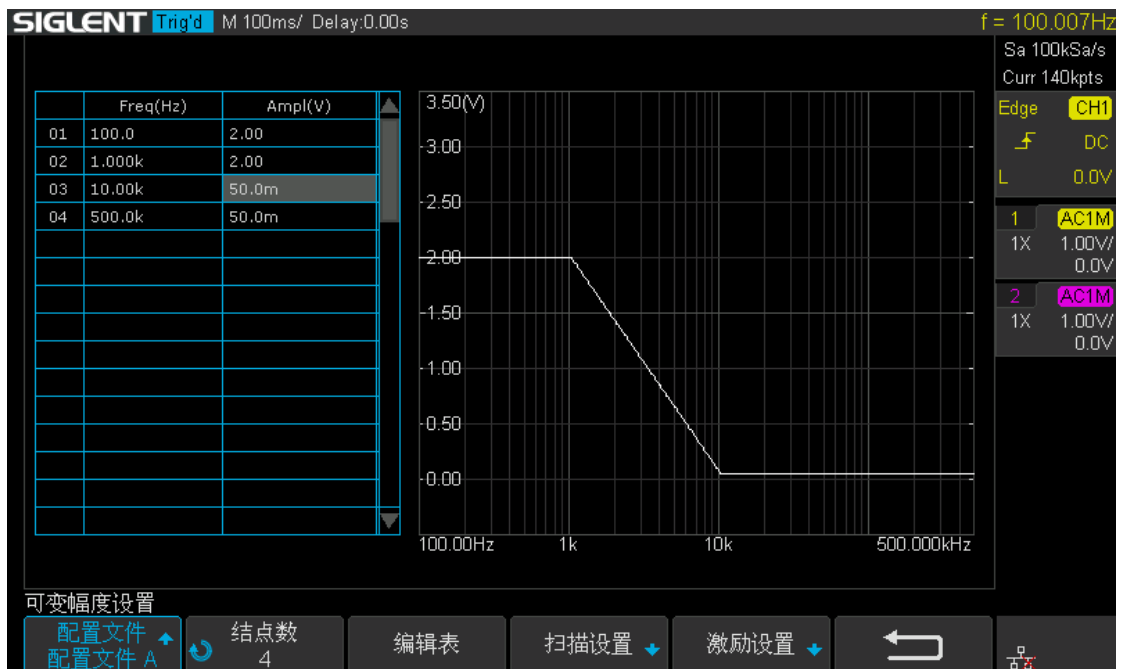 SIGLENT Trig'd M 100ms/ Delay:0.00s f = 100.007Hz
Sa 100kSa/s
Curr 140kpts
Edge CH1
DC
L 0.0V
1 AC1M
1X 1.00V/
0.0V
2 AC1M
1X 1.00V/
0.0V
Freq(Hz) Ampl(V)
01 100.0 2.00
02 1.000k 2.00
03 10.00k 50.0m
04 500.0k 50.0m
3.50(V)
3.00
2.50
2.00
1.50
1.00
0.50
0.00
100.00Hz 1k 10k 500.000kHz
可变幅度设置
配置文件
配置文件 A
结点数
4
编辑表
扫描设置
激励设置